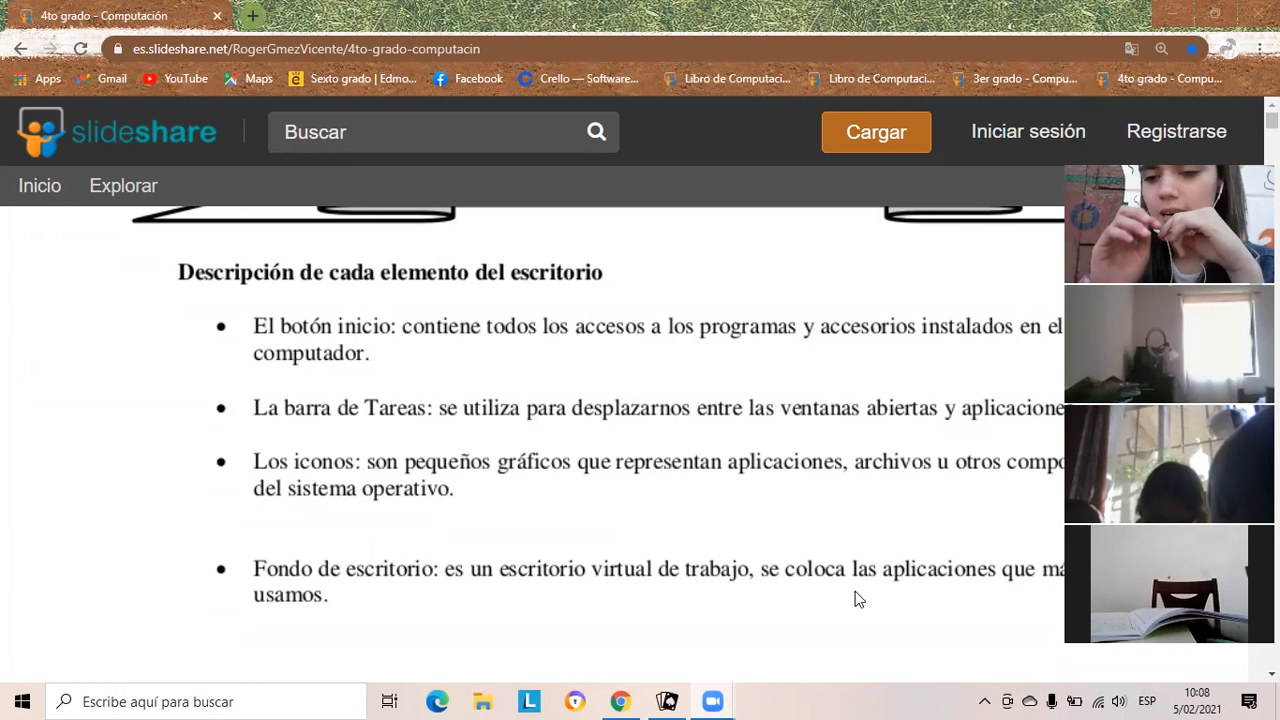 4to grado - Computación
es.slideshare.net/RogerGmezVicente/4to-grado-computacin
Apps Gmail YouTube Maps Sexto grado | Edmo... Facebook Crello — Software... Libro de Computaci... Libro de Computaci... 3er grado - Compu... 4to grado - Compu...
slideshare Buscar Cargar Iniciar sesión Registrarse
Inicio Explorar
Descripción de cada elemento del escritorio
• El botón inicio: contiene todos los accesos a los programas y accesorios instalados en el
computador.
• La barra de Tareas: se utiliza para desplazarnos entre las ventanas abiertas y aplicacione
• Los iconos: son pequeños gráficos que representan aplicaciones, archivos u otros compo
del sistema operativo.
• Fondo de escritorio: es un escritorio virtual de trabajo, se coloca las aplicaciones que má
usamos.
Escribe aquí para buscar
L
ESP
10:08
5/02/2021